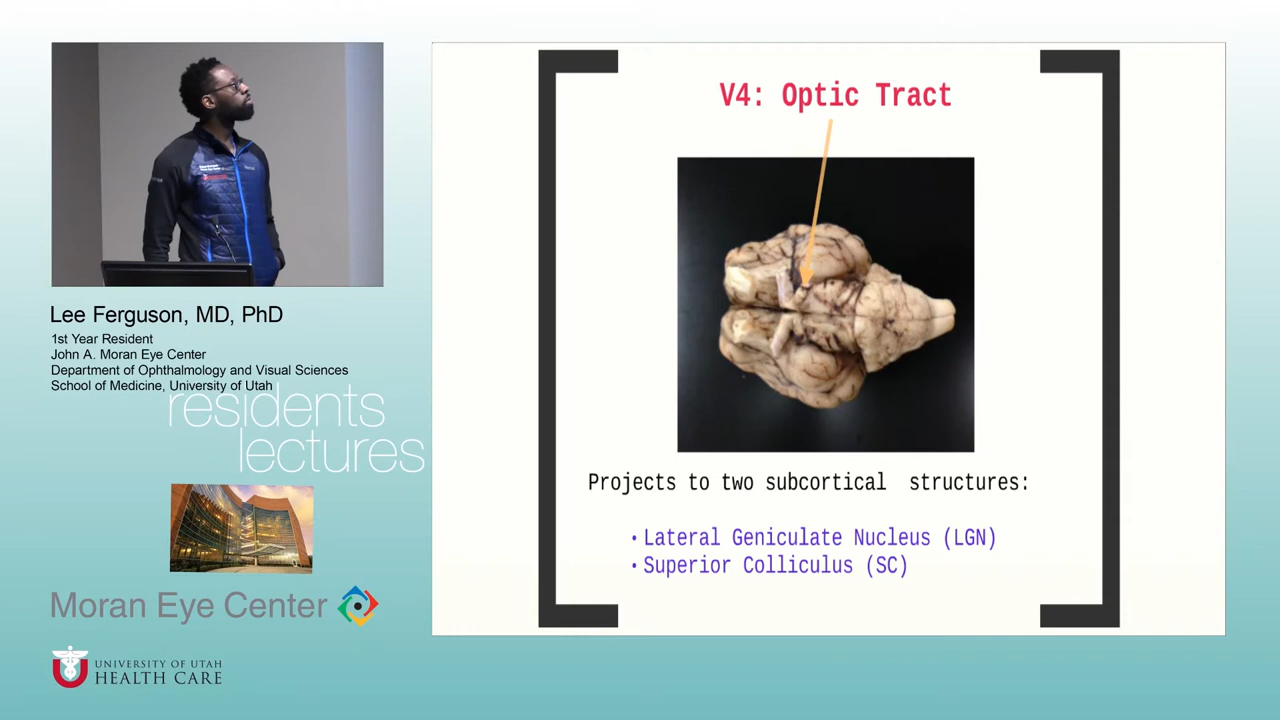 Lee Ferguson, MD, PhD
1st Year Resident
John A. Moran Eye Center
Department of Ophthalmology and Visual Sciences
School of Medicine, University of Utah
residents
lectures
Moran Eye Center
UNIVERSITY OF UTAH
HEALTH CARE
V4: Optic Tract
Projects to two subcortical structures:
• Lateral Geniculate Nucleus (LGN)
• Superior Colliculus (SC)